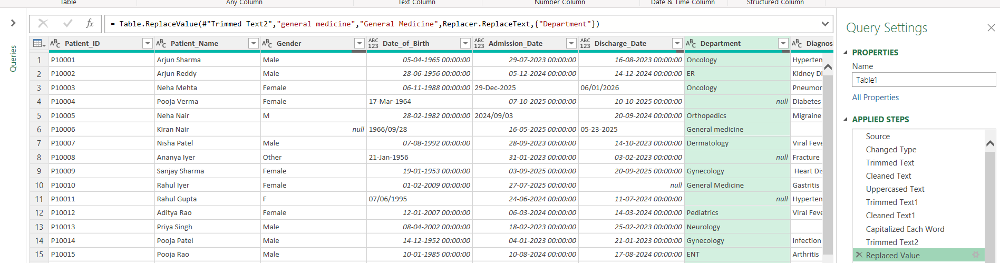 Table Any Column Text Column Number Column Date & Time Column Structured Column
fx = Table.ReplaceValue(#"Trimmed Text2","general medicine","General Medicine",Replacer.ReplaceText,{"Department"})
Queries
ABC Patient_ID ABC Patient_Name ABC Gender ABC 123 Date_of_Birth ABC 123 Admission_Date ABC 123 Discharge_Date ABC Department ABC Diagnos
1 P10001 Arjun Sharma Male 05-04-1965 00:00:00 29-07-2023 00:00:00 16-08-2023 00:00:00 Oncology Hyperten
2 P10002 Arjun Reddy Male 28-06-1956 00:00:00 05-12-2024 00:00:00 14-12-2024 00:00:00 ER Kidney Di
3 P10003 Neha Mehta Female 06-11-1988 00:00:00 29-Dec-2025 06/01/2026 Oncology Pneumon
4 P10004 Pooja Verma Female 17-Mar-1964 07-10-2025 00:00:00 10-10-2025 00:00:00 null Diabetes
5 P10005 Neha Nair M 28-02-1982 00:00:00 2024/09/03 20-09-2024 00:00:00 Orthopedics Migraine
6 P10006 Kiran Nair null 1966/09/28 16-05-2025 00:00:00 05-23-2025 General medicine
7 P10007 Nisha Patel Male 07-08-1992 00:00:00 28-09-2023 00:00:00 14-10-2023 00:00:00 Dermatology Viral Feve
8 P10008 Ananya Iyer Other 21-Jan-1956 31-01-2023 00:00:00 03-02-2023 00:00:00 null Fracture
9 P10009 Sanjay Sharma Female 19-01-1953 00:00:00 03-09-2025 00:00:00 20-09-2025 00:00:00 Gynecology Heart Dis
10 P10010 Rahul Iyer Female 01-02-2009 00:00:00 27-07-2025 00:00:00 null General Medicine Gastritis
11 P10011 Rahul Gupta F 07/06/1995 24-06-2024 00:00:00 11-07-2024 00:00:00 null Hyperten
12 P10012 Aditya Rao Female 12-01-2007 00:00:00 06-03-2024 00:00:00 14-03-2024 00:00:00 Pediatrics Viral Feve
13 P10013 Priya Singh Male 08-04-2002 00:00:00 18-02-2023 00:00:00 25-02-2023 00:00:00 Neurology
14 P10014 Pooja Patel Male 14-12-1952 00:00:00 04-01-2023 00:00:00 21-01-2023 00:00:00 Gynecology Infection
15 P10015 Pooja Rao Male 10-01-1985 00:00:00 10-08-2024 00:00:00 17-08-2024 00:00:00 ENT Arthritis
Query Settings
PROPERTIES
Name
Table1
All Properties
APPLIED STEPS
Source
Changed Type
Trimmed Text
Cleaned Text
Uppercased Text
Trimmed Text1
Cleaned Text1
Capitalized Each Word
Trimmed Text2
Replaced Value